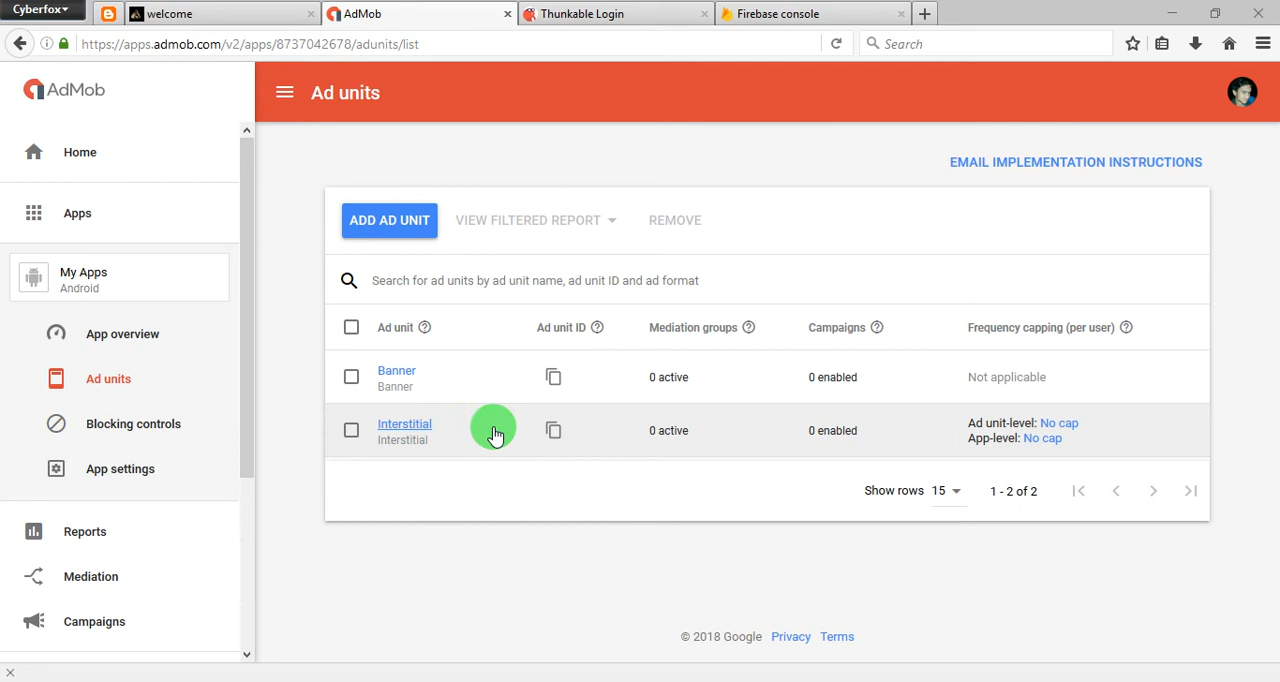 Cyberfox
welcome
AdMob
Thunkable Login
Firebase console
https://apps.admob.com/v2/apps/8737042678/adunits/list
Search
AdMob
Ad units
Home
EMAIL IMPLEMENTATION INSTRUCTIONS
Apps
ADD AD UNIT
VIEW FILTERED REPORT
REMOVE
My Apps
Android
Search for ad units by ad unit name, ad unit ID and ad format
App overview
Ad units
Blocking controls
App settings
Ad unit
Ad unit ID
Mediation groups
Campaigns
Frequency capping (per user)
Banner
Banner
0 active
0 enabled
Not applicable
Interstitial
Interstitial
0 active
0 enabled
Ad unit-level: No cap
App-level: No cap
Show rows 15
1 - 2 of 2
Reports
Mediation
Campaigns
© 2018 Google Privacy Terms